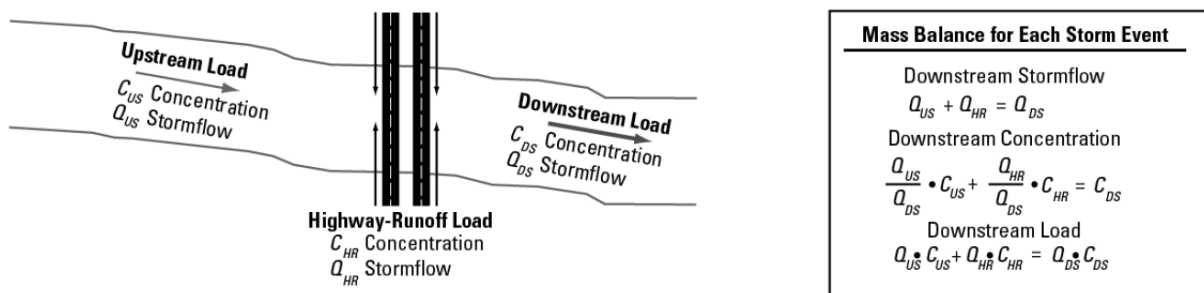 Upstream Load
C_US Concentration
Q_US Stormflow
Downstream Load
C_DS Concentration
Q_DS Stormflow
Highway-Runoff Load
C_HR Concentration
Q_HR Stormflow
Mass Balance for Each Storm Event
Downstream Stormflow
Q_US + Q_HR = Q_DS
Downstream Concentration
Q_US/Q_DS • C_US + Q_HR/Q_DS • C_HR = C_DS
Downstream Load
Q_US • C_US + Q_HR • C_HR = Q_DS • C_DS